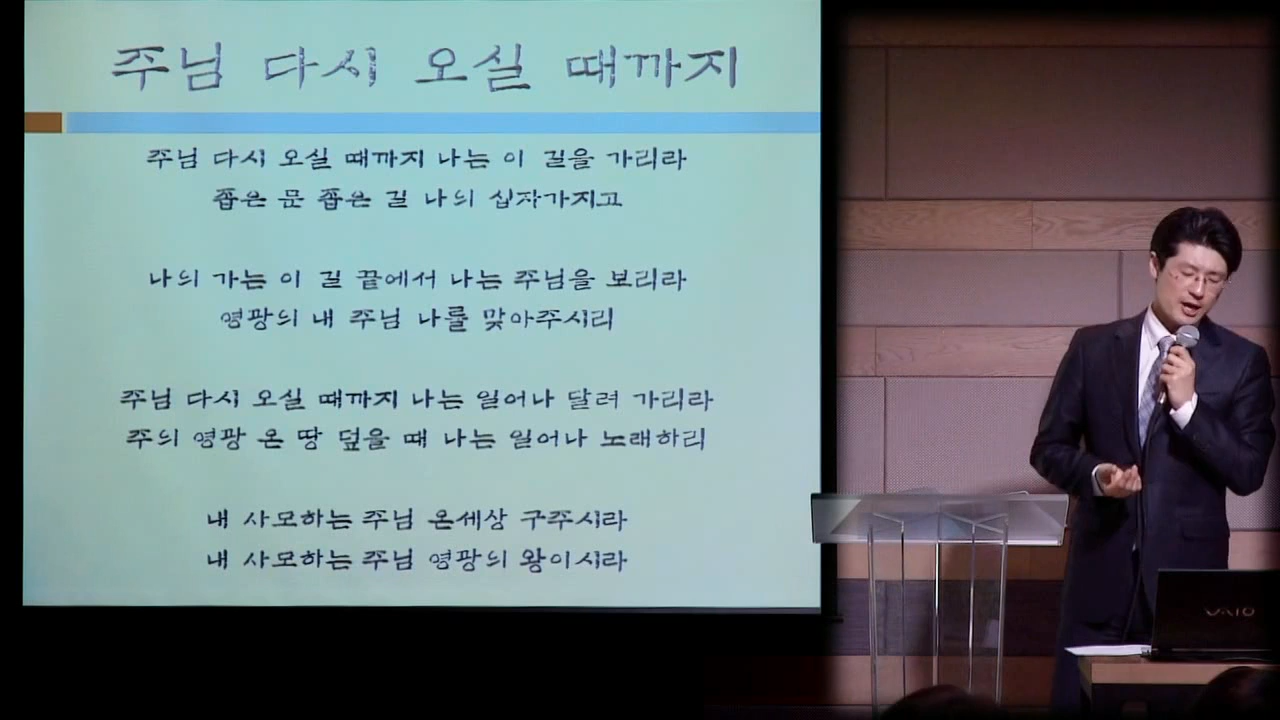 주님 다시 오실 때까지
주님 다시 오실 때까지 나는 이 길을 가리라
좁은 문 좁은 길 나의 십자가지고
나의 가는 이 길 끝에서 나는 주님을 보리라
영광의 내 주님 나를 맞아주시리
주님 다시 오실 때까지 나는 일어나 달려 가리라
주의 영광 온 땅 덮을 때 나는 일어나 노래하리
내 사모하는 주님 온세상 구주시라
내 사모하는 주님 영광의 왕이시라
VAIO